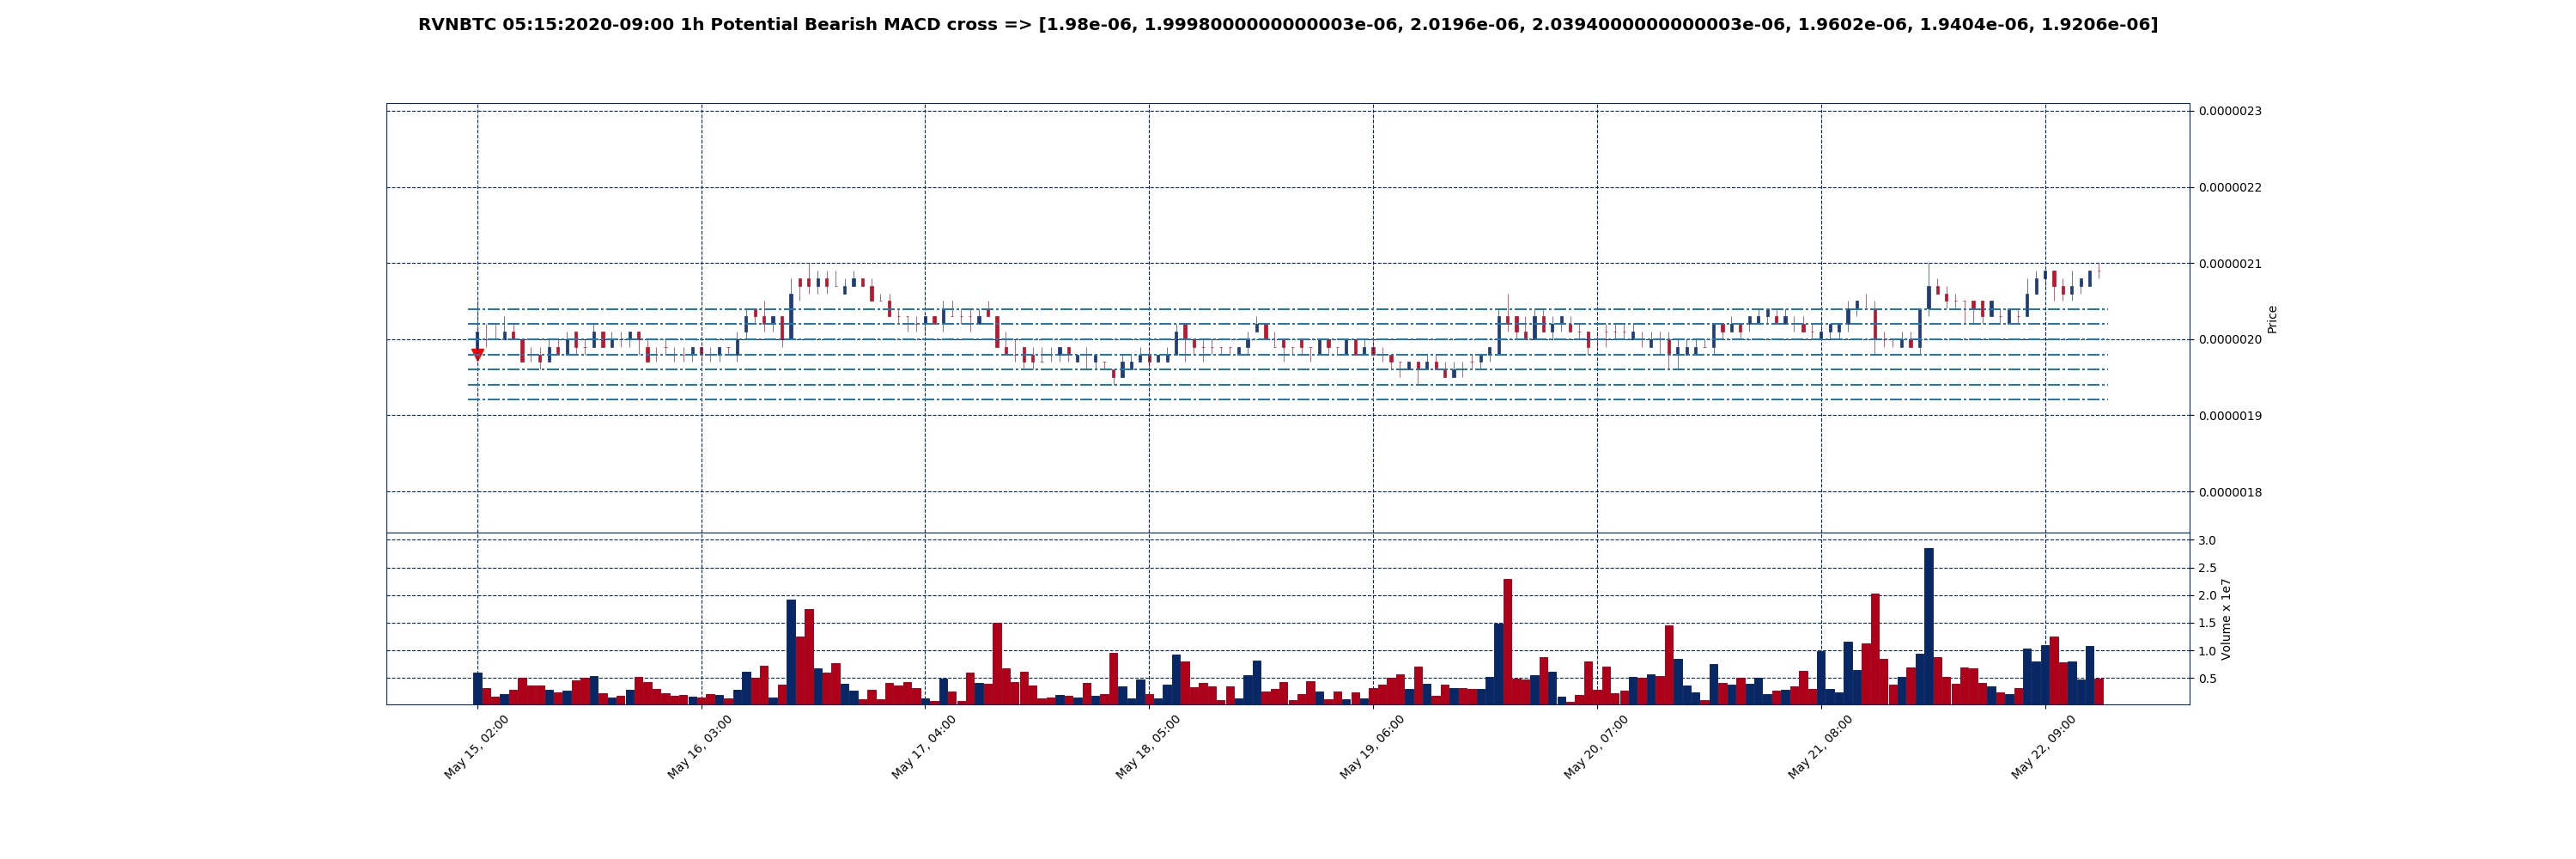 RVNBTC 05:15:2020-09:00 1h Potential Bearish MACD cross => [1.98e-06, 1.9998000000000003e-06, 2.0196e-06, 2.0394000000000003e-06, 1.9602e-06, 1.9404e-06, 1.9206e-06]
0.0000023
0.0000022
0.0000021
0.0000020
0.0000019
0.0000018
Price
3.0
2.5
2.0
1.5
1.0
0.5
Volume x 1e7
May 15, 02:00
May 16, 03:00
May 17, 04:00
May 18, 05:00
May 19, 06:00
May 20, 07:00
May 21, 08:00
May 22, 09:00